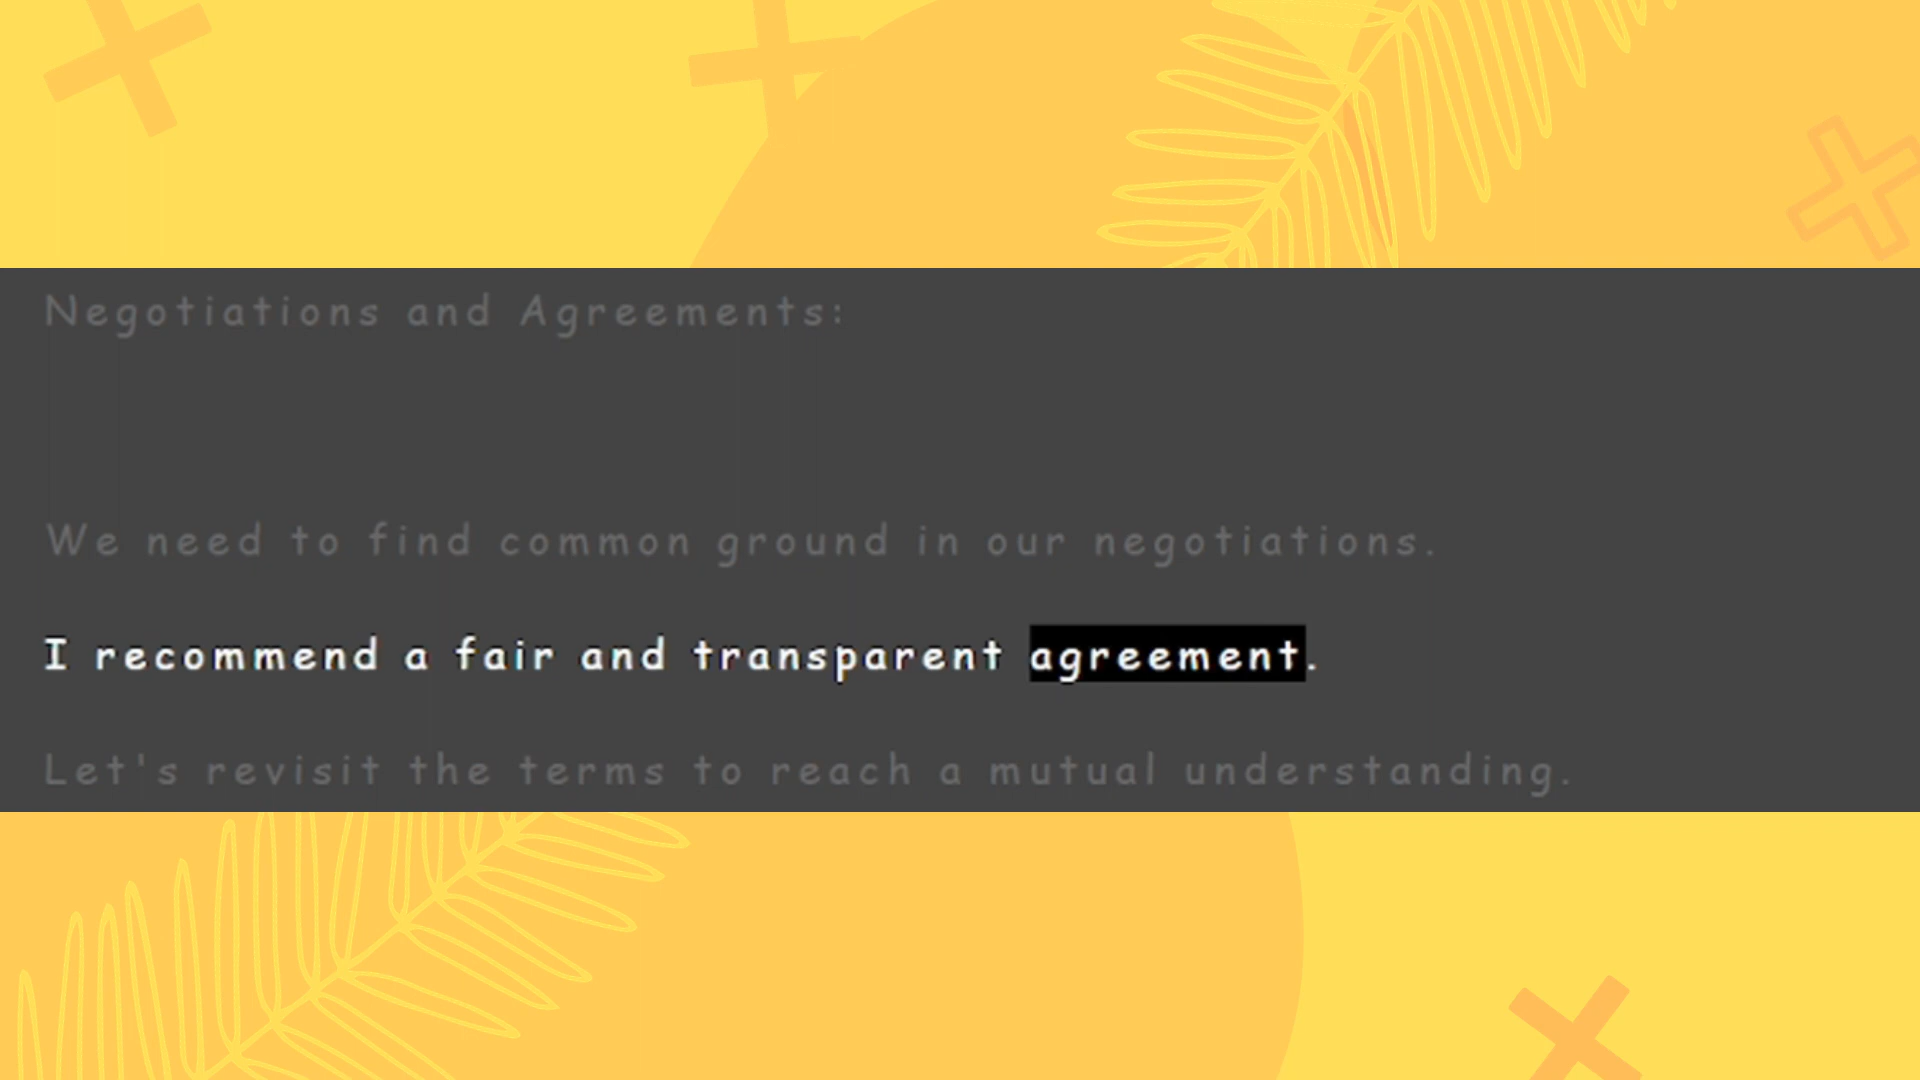 Negotiations and Agreements:
We need to find common ground in our negotiations.
I recommend a fair and transparent agreement.
Let's revisit the terms to reach a mutual understanding.